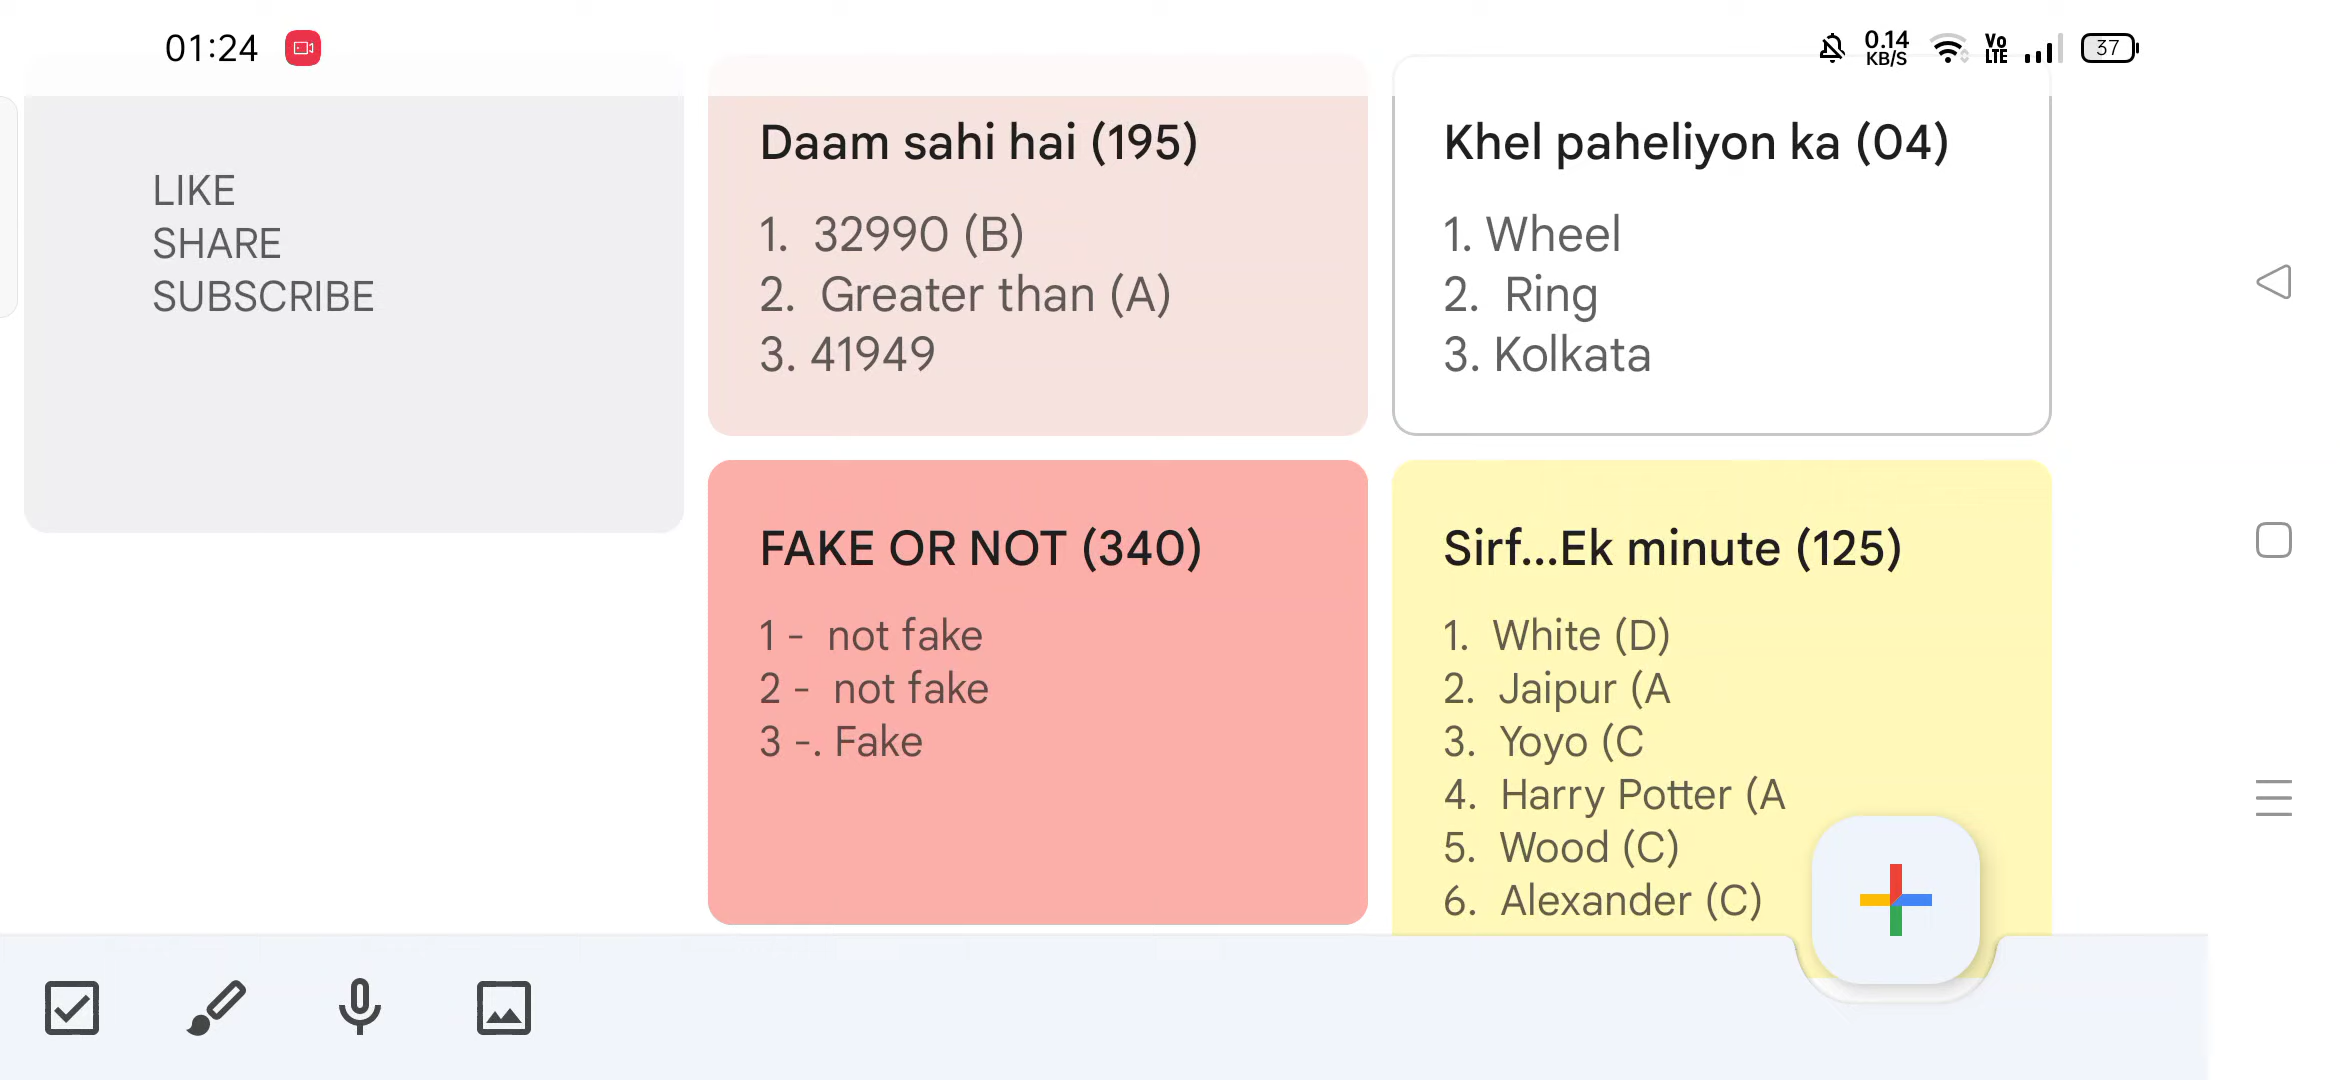 01:24
0.14
KB/S
Vo
LTE
37
LIKE
SHARE
SUBSCRIBE
Daam sahi hai (195)
1.  32990 (B)
2.  Greater than (A)
3. 41949
Khel paheliyon ka (04)
1. Wheel
2.  Ring
3. Kolkata
FAKE OR NOT (340)
1 -  not fake
2 -  not fake
3 -. Fake
Sirf...Ek minute (125)
1.  White (D)
2.  Jaipur (A
3.  Yoyo (C
4.  Harry Potter (A
5.  Wood (C)
6.  Alexander (C)